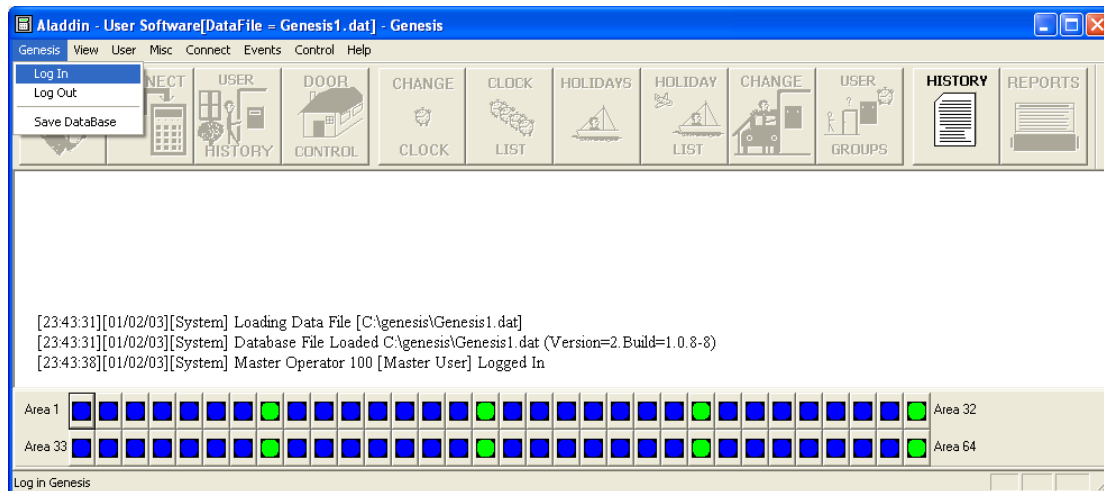 Aladdin - User Software[DataFile = Genesis1.dat] - Genesis
Genesis View User Misc Connect Events Control Help
Log In
Log Out
Save DataBase
NECT
USER
HISTORY
DOOR
CONTROL
CHANGE
CLOCK
CLOCK
LIST
HOLIDAYS
HOLIDAY
LIST
CHANGE
USER
GROUPS
HISTORY
REPORTS
[23:43:31][01/02/03][System] Loading Data File [C:\genesis\Genesis1.dat]
[23:43:31][01/02/03][System] Database File Loaded C:\genesis\Genesis1.dat (Version=2.Build=1.0.8-8)
[23:43:38][01/02/03][System] Master Operator 100 [Master User] Logged In
Area 1
Area 32
Area 33
Area 64
Log in Genesis